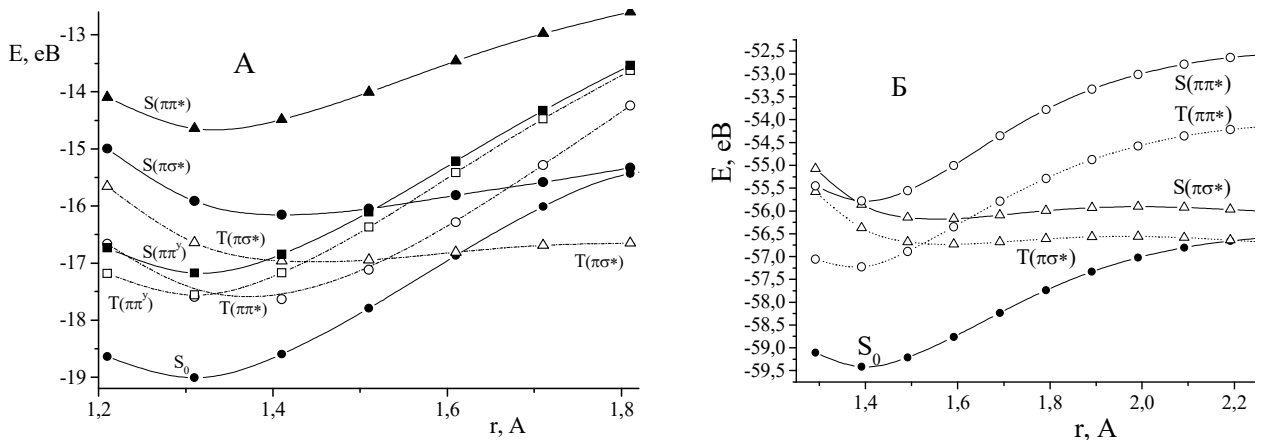 -13
E, eB
А
-14
S(ππ*)
-15
S(πσ*)
-16
T(πσ*)
S(ππʸ)
-17
T(πσ*)
T(ππʸ)
T(ππ*)
-18
S₀
-19
1,2
1,4
1,6
1,8
r, A
-52,5
-53,0
Б
S(ππ*)
-53,5
-54,0
T(ππ*)
-54,5
E, eB
-55,0
-55,5
S(πσ*)
-56,0
-56,5
-57,0
T(πσ*)
-57,5
-58,0
-58,5
-59,0
S₀
-59,5
1,4
1,6
1,8
2,0
2,2
r, A